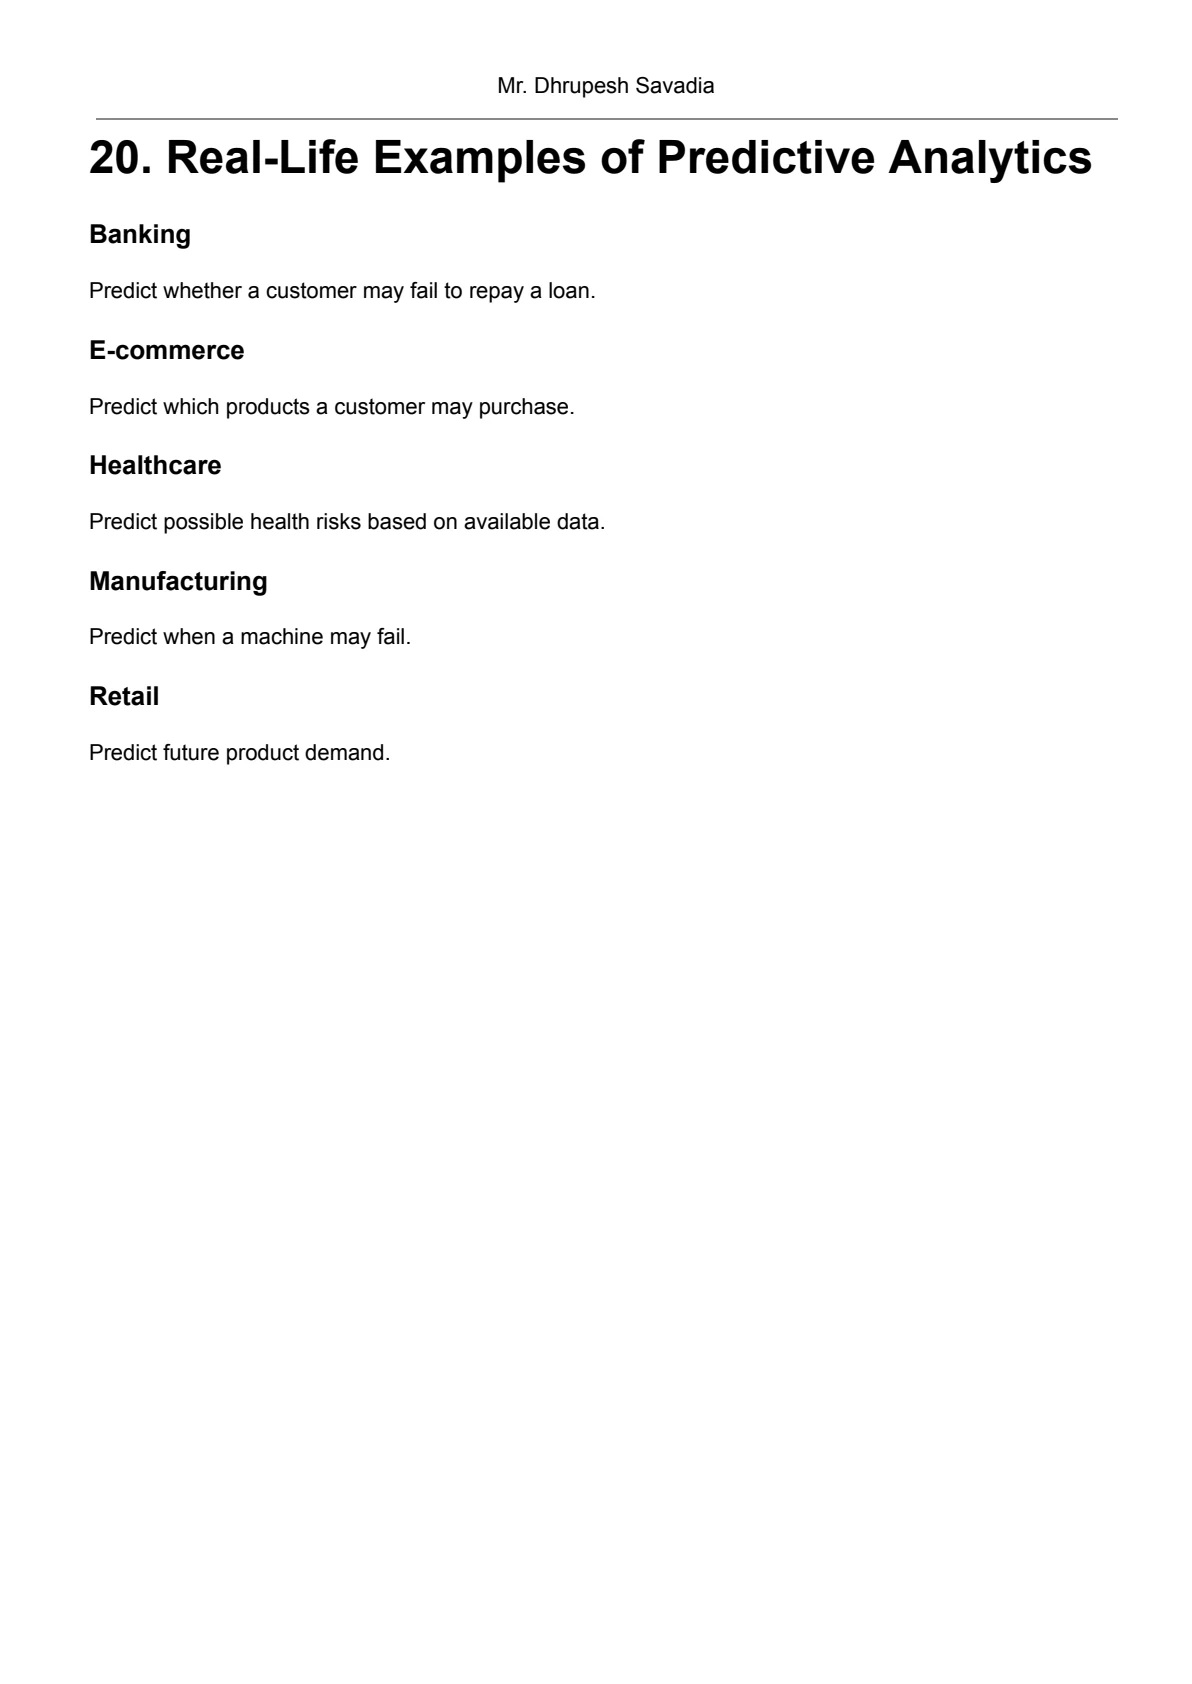 Mr. Dhrupesh Savadia
20. Real-Life Examples of Predictive Analytics
Banking
Predict whether a customer may fail to repay a loan.
E-commerce
Predict which products a customer may purchase.
Healthcare
Predict possible health risks based on available data.
Manufacturing
Predict when a machine may fail.
Retail
Predict future product demand.